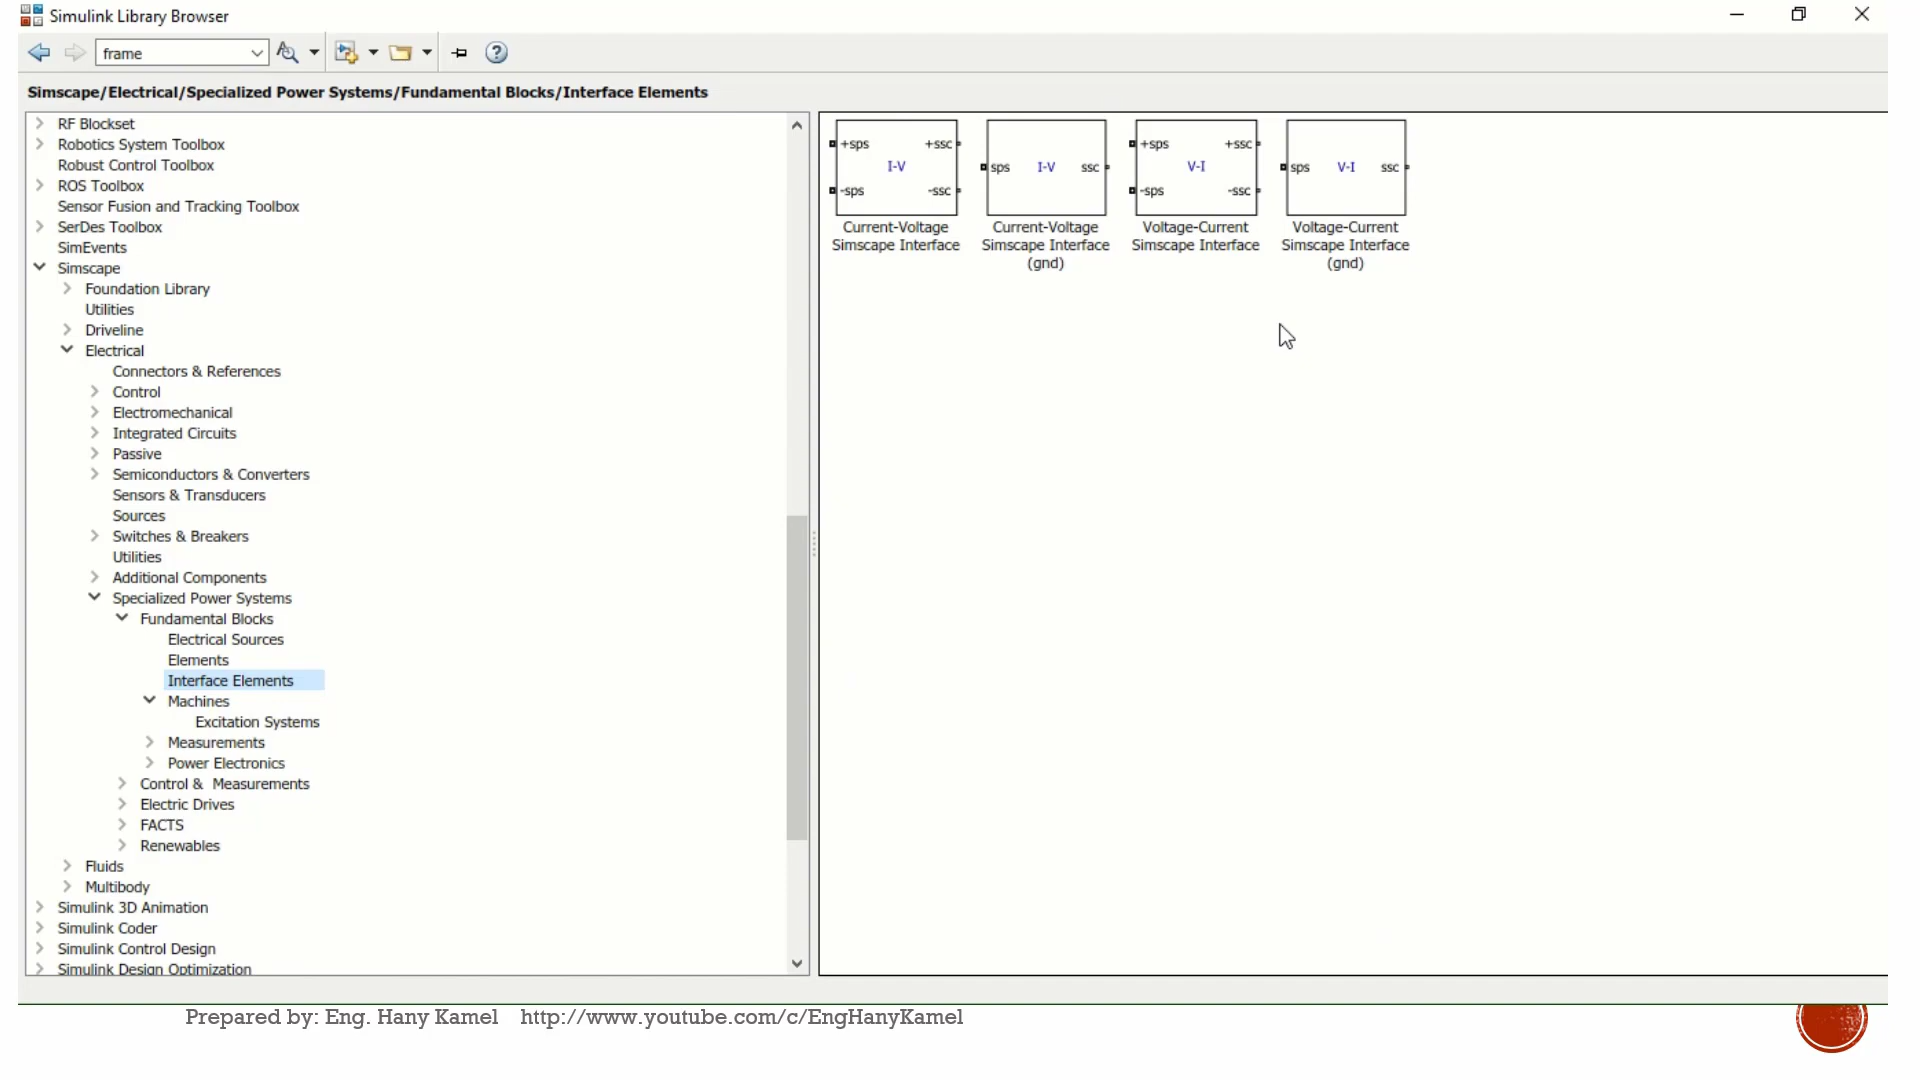 Simulink Library Browser
frame
Simscape/Electrical/Specialized Power Systems/Fundamental Blocks/Interface Elements
RF Blockset
Robotics System Toolbox
Robust Control Toolbox
ROS Toolbox
Sensor Fusion and Tracking Toolbox
SerDes Toolbox
SimEvents
Simscape
Foundation Library
Utilities
Driveline
Electrical
Connectors & References
Control
Electromechanical
Integrated Circuits
Passive
Semiconductors & Converters
Sensors & Transducers
Sources
Switches & Breakers
Utilities
Additional Components
Specialized Power Systems
Fundamental Blocks
Electrical Sources
Elements
Interface Elements
Machines
Excitation Systems
Measurements
Power Electronics
Control & Measurements
Electric Drives
FACTS
Renewables
Fluids
Multibody
Simulink 3D Animation
Simulink Coder
Simulink Control Design
Simulink Design Optimization
+sps +ssc
I-V
-sps -ssc
Current-Voltage
Simscape Interface
sps I-V ssc
Current-Voltage
Simscape Interface
(gnd)
+sps +ssc
V-I
-sps -ssc
Voltage-Current
Simscape Interface
sps V-I ssc
Voltage-Current
Simscape Interface
(gnd)
Prepared by: Eng. Hany Kamel http://www.youtube.com/c/EngHanyKamel